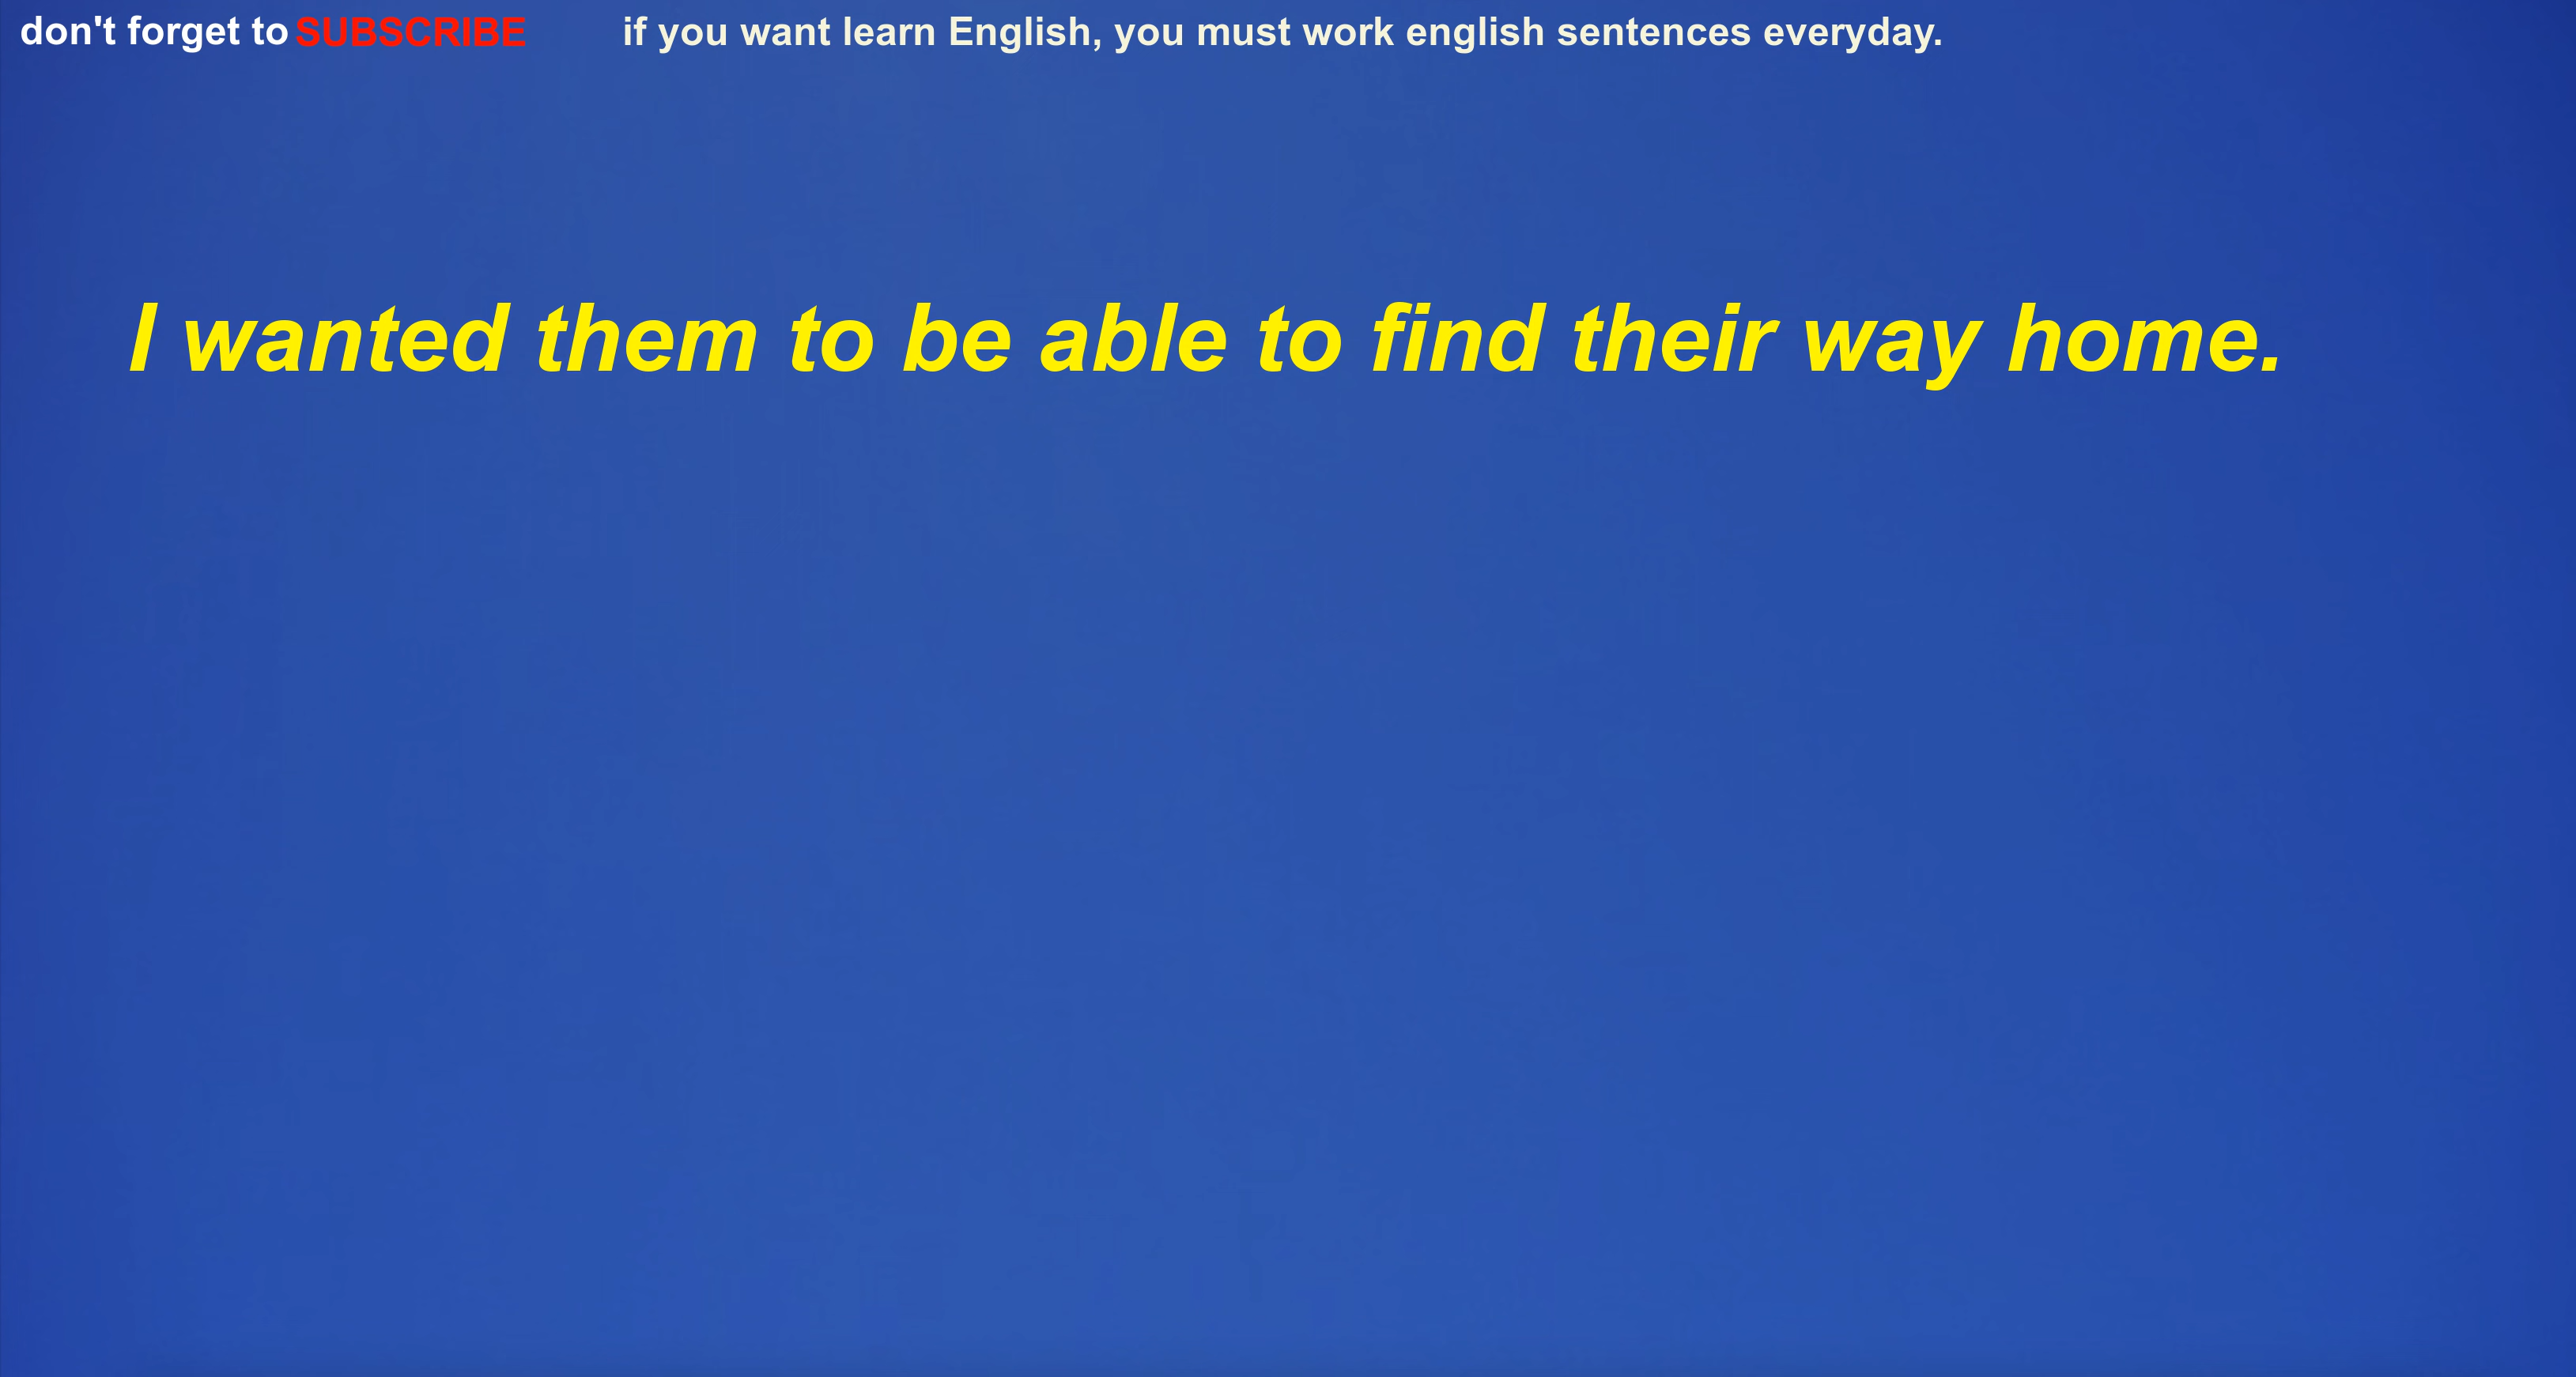 don't forget to SUBSCRIBE if you want learn English, you must work english sentences everyday.
I wanted them to be able to find their way home.